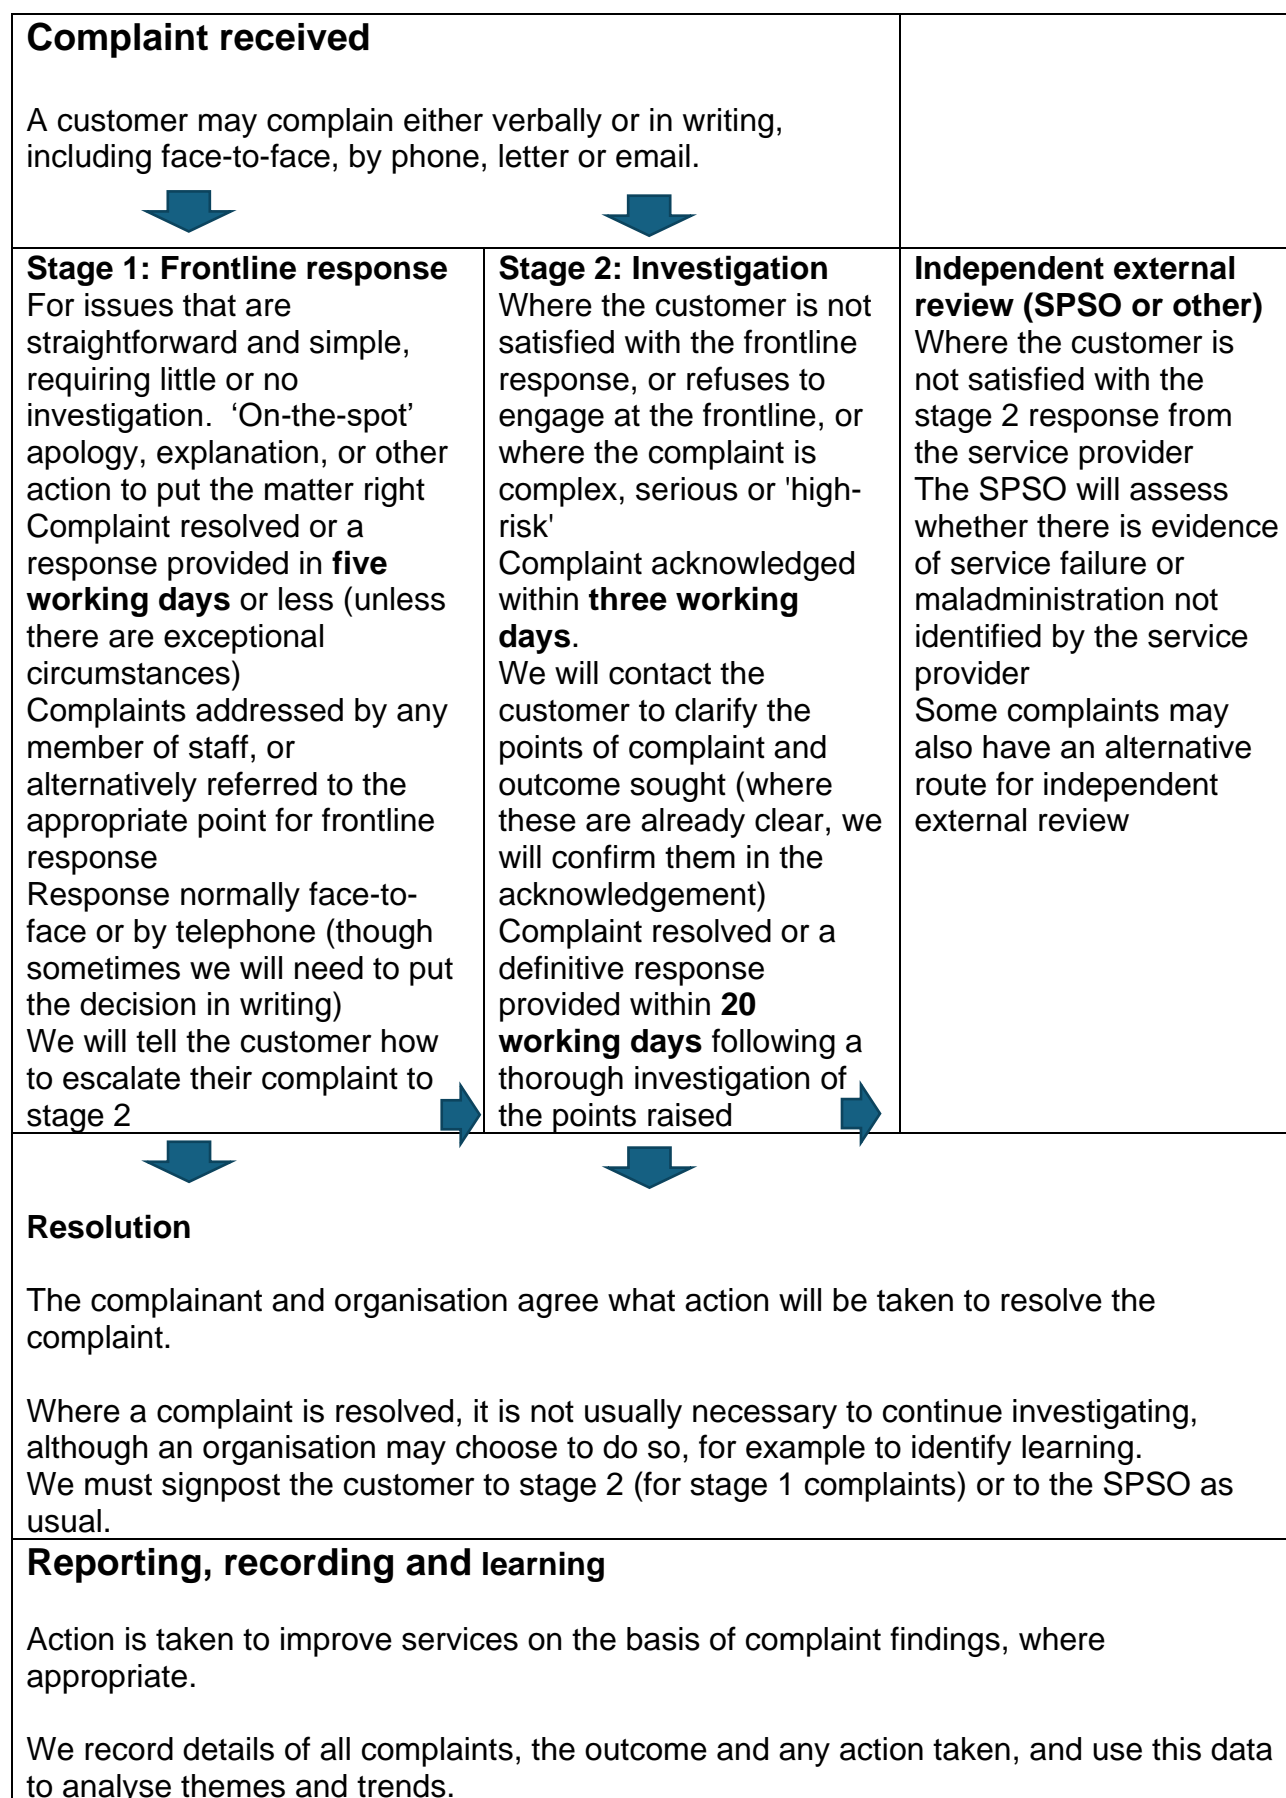 Complaint received
A customer may complain either verbally or in writing,
including face-to-face, by phone, letter or email.
Stage 1: Frontline response
For issues that are
straightforward and simple,
requiring little or no
investigation.  ‘On-the-spot’
apology, explanation, or other
action to put the matter right
Complaint resolved or a
response provided in five
working days or less (unless
there are exceptional
circumstances)
Complaints addressed by any
member of staff, or
alternatively referred to the
appropriate point for frontline
response
Response normally face-to-
face or by telephone (though
sometimes we will need to put
the decision in writing)
We will tell the customer how
to escalate their complaint to
stage 2
Stage 2: Investigation
Where the customer is not
satisfied with the frontline
response, or refuses to
engage at the frontline, or
where the complaint is
complex, serious or 'high-
risk'
Complaint acknowledged
within three working
days.
We will contact the
customer to clarify the
points of complaint and
outcome sought (where
these are already clear, we
will confirm them in the
acknowledgement)
Complaint resolved or a
definitive response
provided within 20
working days following a
thorough investigation of
the points raised
Independent external
review (SPSO or other)
Where the customer is
not satisfied with the
stage 2 response from
the service provider
The SPSO will assess
whether there is evidence
of service failure or
maladministration not
identified by the service
provider
Some complaints may
also have an alternative
route for independent
external review
Resolution
The complainant and organisation agree what action will be taken to resolve the
complaint.
Where a complaint is resolved, it is not usually necessary to continue investigating,
although an organisation may choose to do so, for example to identify learning.
We must signpost the customer to stage 2 (for stage 1 complaints) or to the SPSO as
usual.
Reporting, recording and learning
Action is taken to improve services on the basis of complaint findings, where
appropriate.
We record details of all complaints, the outcome and any action taken, and use this data
to analyse themes and trends.